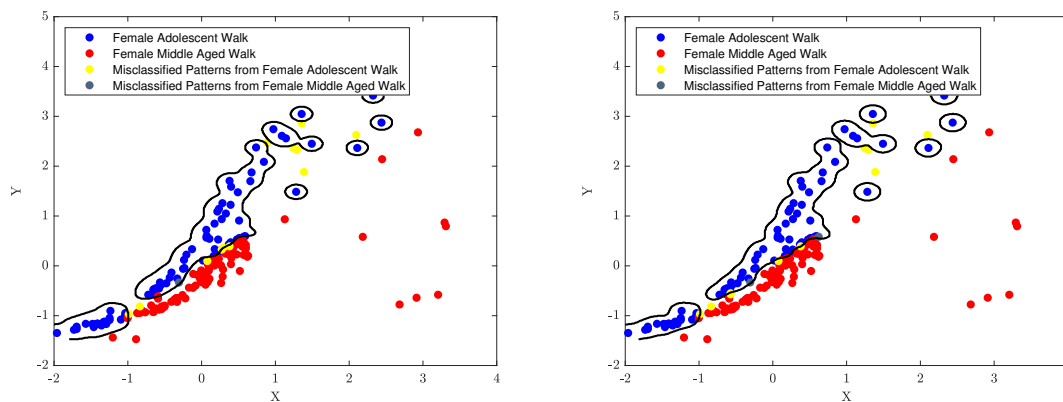 5
4
3
2
1
0
-1
-2
Y
Female Adolescent Walk
Female Middle Aged Walk
Misclassified Patterns from Female Adolescent Walk
Misclassified Patterns from Female Middle Aged Walk
-2 -1 0 1 2 3 4
X
5
4
3
2
1
0
-1
-2
Y
Female Adolescent Walk
Female Middle Aged Walk
Misclassified Patterns from Female Adolescent Walk
Misclassified Patterns from Female Middle Aged Walk
-2 -1 0 1 2 3
X